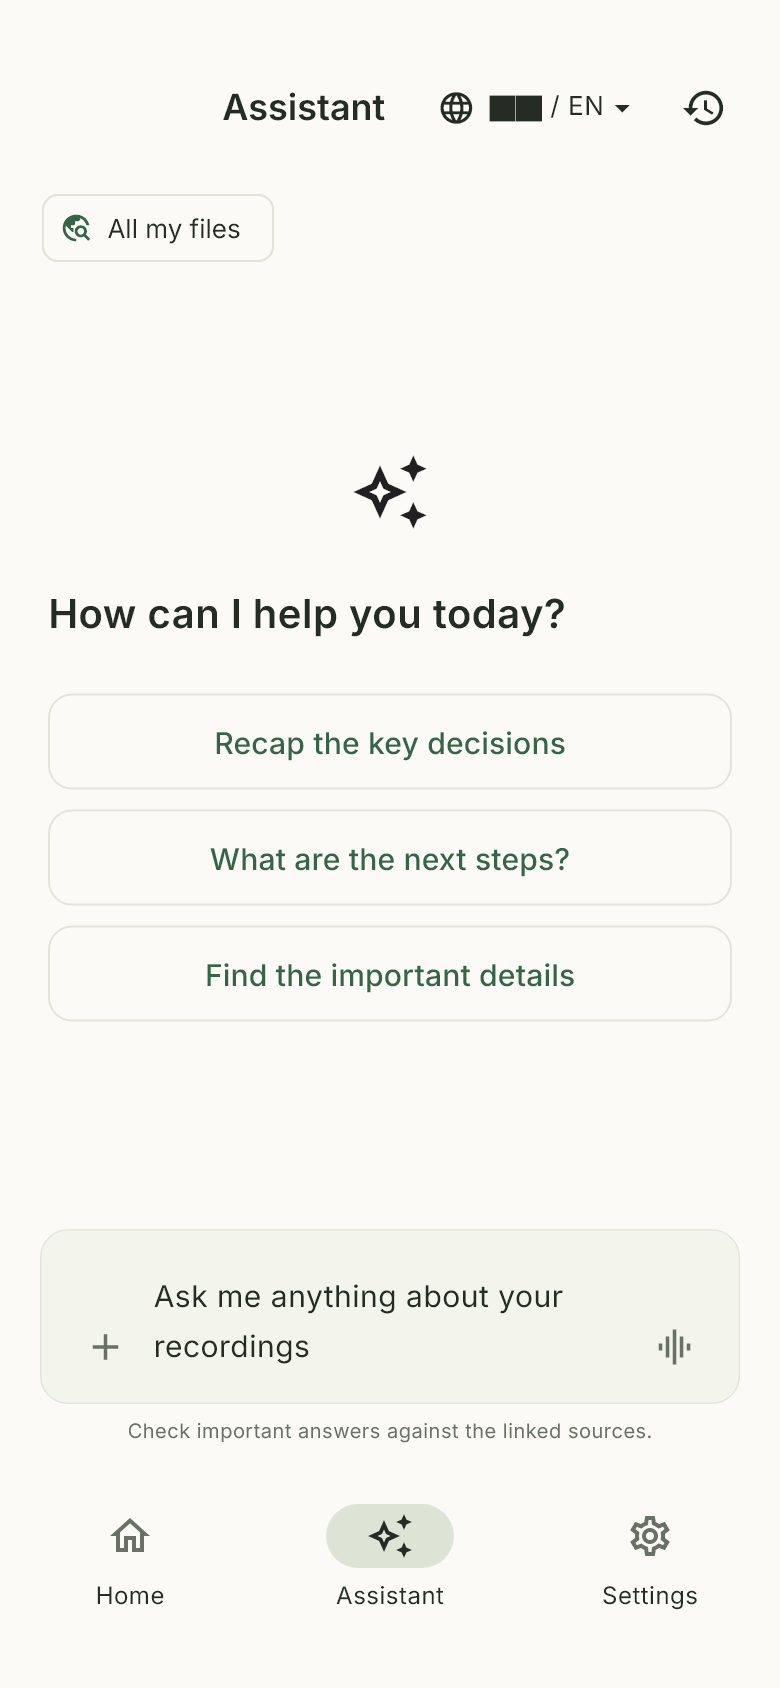 Assistant
/ EN
All my files
How can I help you today?
Recap the key decisions
What are the next steps?
Find the important details
Ask me anything about your
recordings
Check important answers against the linked sources.
Home
Assistant
Settings